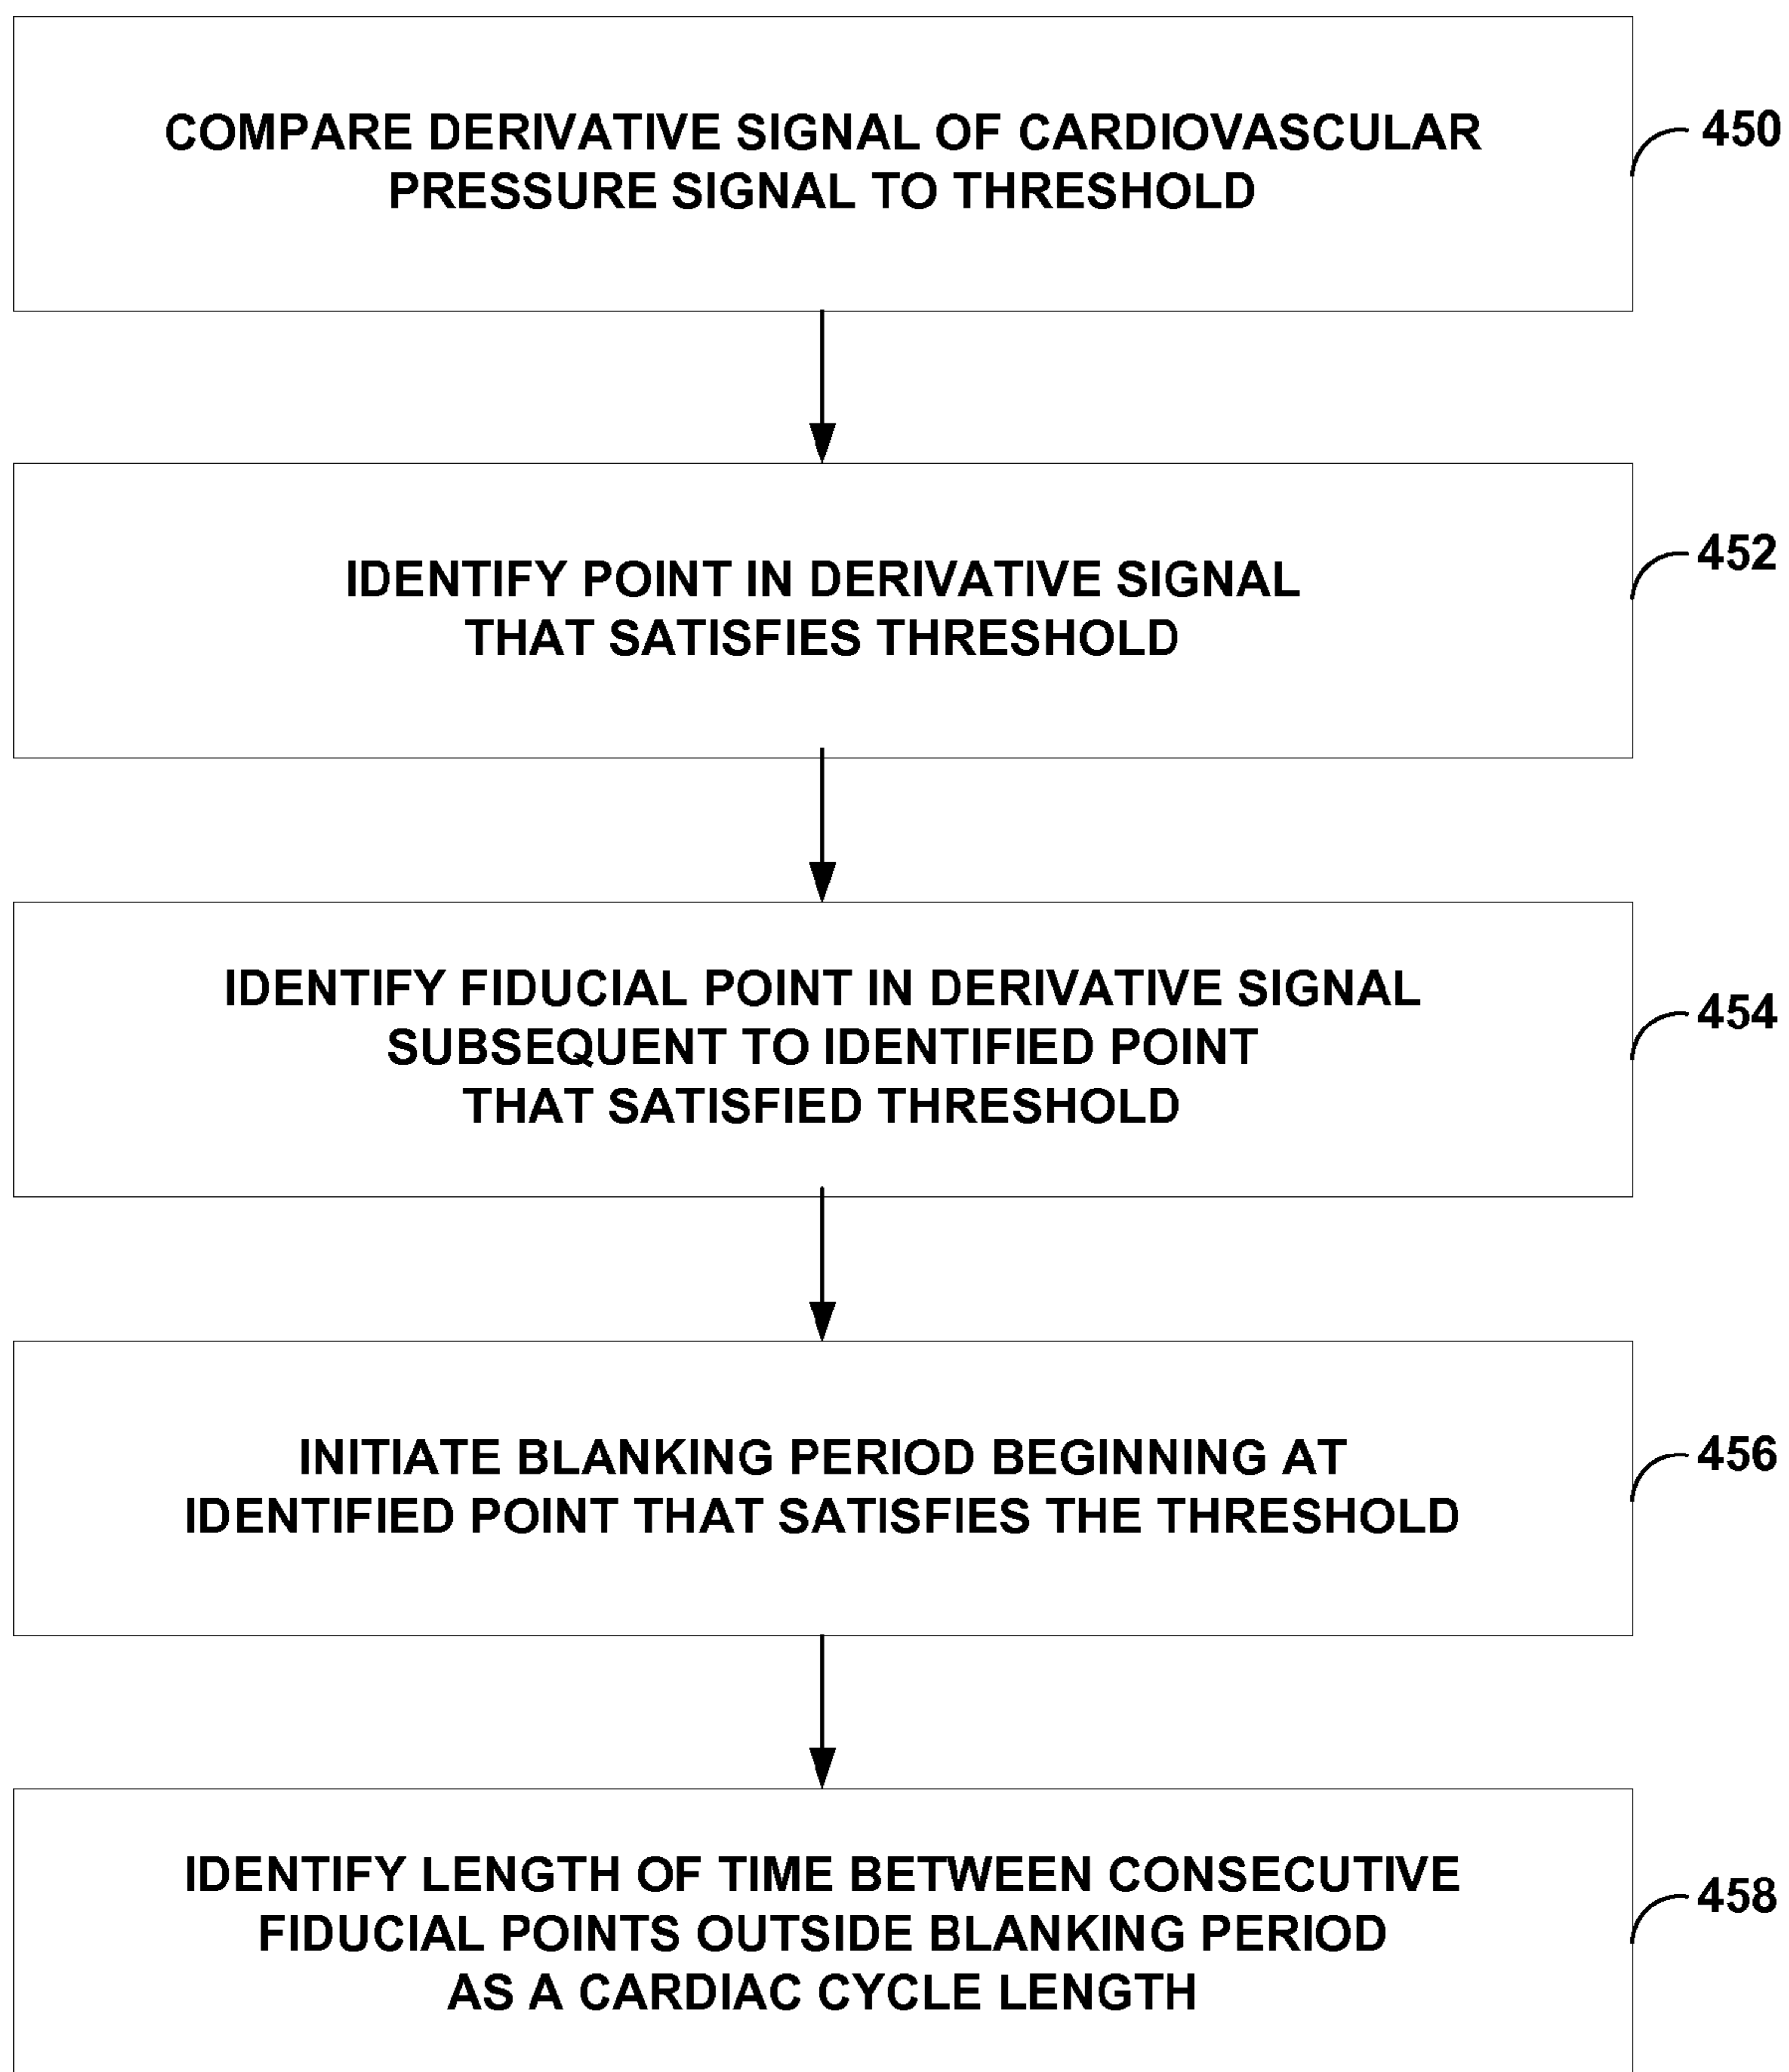 COMPARE DERIVATIVE SIGNAL OF CARDIOVASCULAR
PRESSURE SIGNAL TO THRESHOLD
450
IDENTIFY POINT IN DERIVATIVE SIGNAL
THAT SATISFIES THRESHOLD
452
IDENTIFY FIDUCIAL POINT IN DERIVATIVE SIGNAL
SUBSEQUENT TO IDENTIFIED POINT
THAT SATISFIED THRESHOLD
454
INITIATE BLANKING PERIOD BEGINNING AT
IDENTIFIED POINT THAT SATISFIES THE THRESHOLD
456
IDENTIFY LENGTH OF TIME BETWEEN CONSECUTIVE
FIDUCIAL POINTS OUTSIDE BLANKING PERIOD
AS A CARDIAC CYCLE LENGTH
458